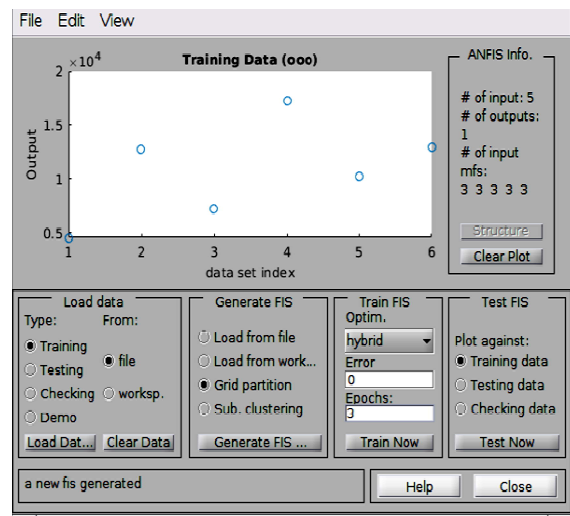 File Edit View
×10⁴
Training Data (ooo)
2
1.5
1
0.5
Output
1 2 3 4 5 6
data set index
ANFIS Info.
# of input: 5
# of outputs:
1
# of input
mfs:
3 3 3 3 3
Structure
Clear Plot
Load data
Type: From:
Training
file
Testing
Checking worksp.
Demo
Load Dat... Clear Data
Generate FIS
Load from file
Load from work...
Grid partition
Sub. clustering
Generate FIS ...
Train FIS
Optim.
hybrid
Error
0
Epochs:
3
Train Now
Test FIS
Plot against:
Training data
Testing data
Checking data
Test Now
a new fis generated
Help Close